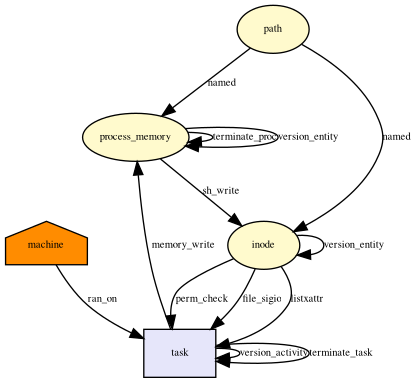 path
named
named
process_memory
terminate_proc
version_entity
sh_write
machine
inode
version_entity
memory_write
ran_on
perm_check
file_sigio
listxattr
task
version_activity
terminate_task